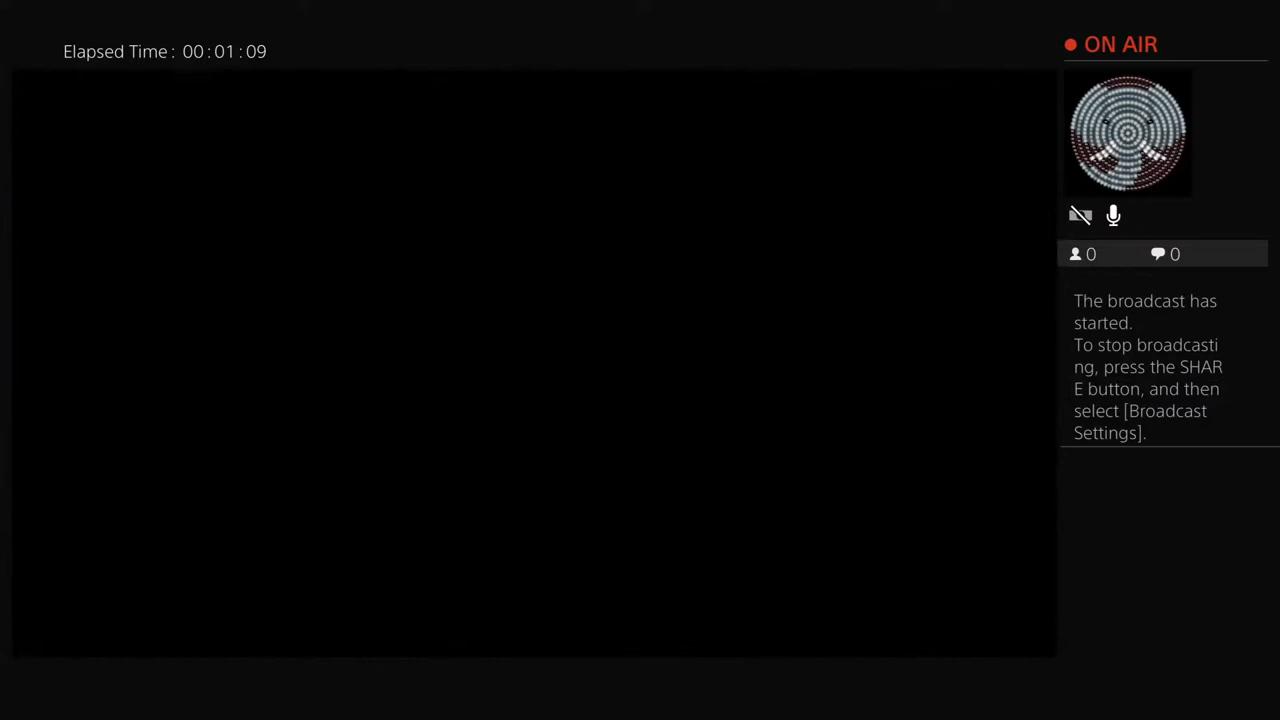 Elapsed Time: 00:01:09
ON AIR
0 0
The broadcast has
started.
To stop broadcasti
ng, press the SHAR
E button, and then
select [Broadcast
Settings].